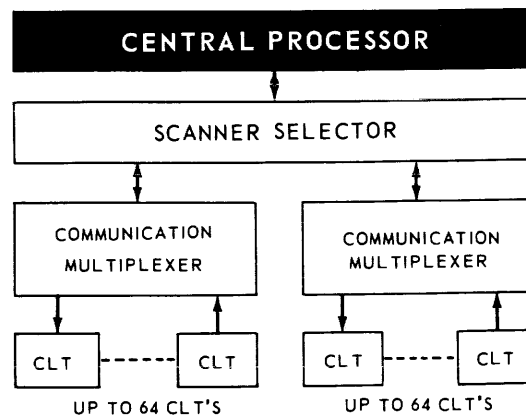 CENTRAL PROCESSOR
SCANNER SELECTOR
COMMUNICATION
MULTIPLEXER
COMMUNICATION
MULTIPLEXER
CLT
CLT
CLT
CLT
UP TO 64 CLT'S
UP TO 64 CLT'S